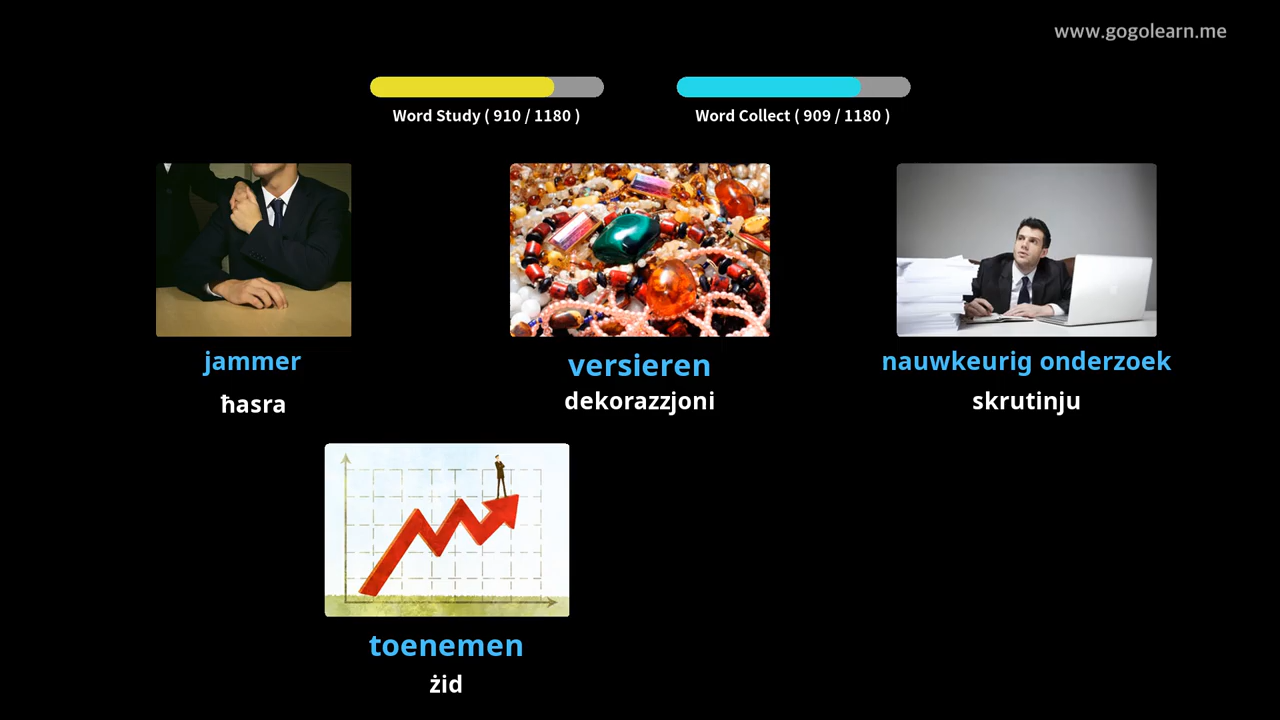 www.gogolearn.me
Word Study ( 910 / 1180 )
Word Collect ( 909 / 1180 )
jammer
ħasra
versieren
dekorazzjoni
nauwkeurig onderzoek
skrutinju
toenemen
żid